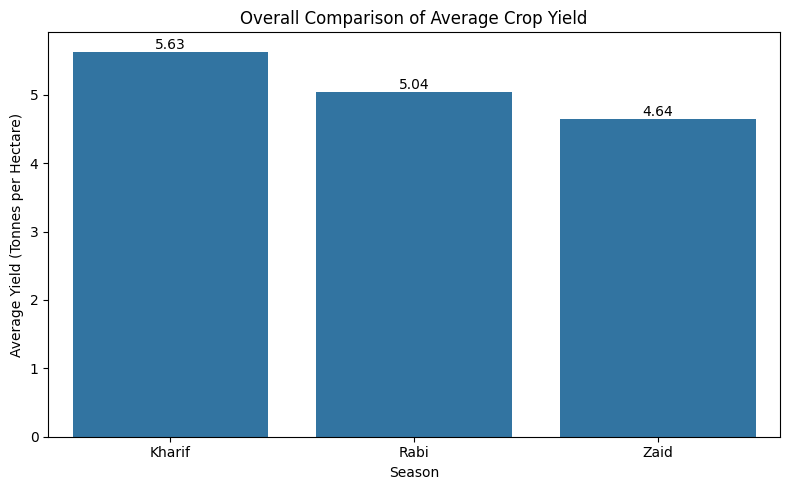 Overall Comparison of Average Crop Yield
Average Yield (Tonnes per Hectare)
5
4
3
2
1
0
5.63
5.04
4.64
Kharif
Rabi
Zaid
Season